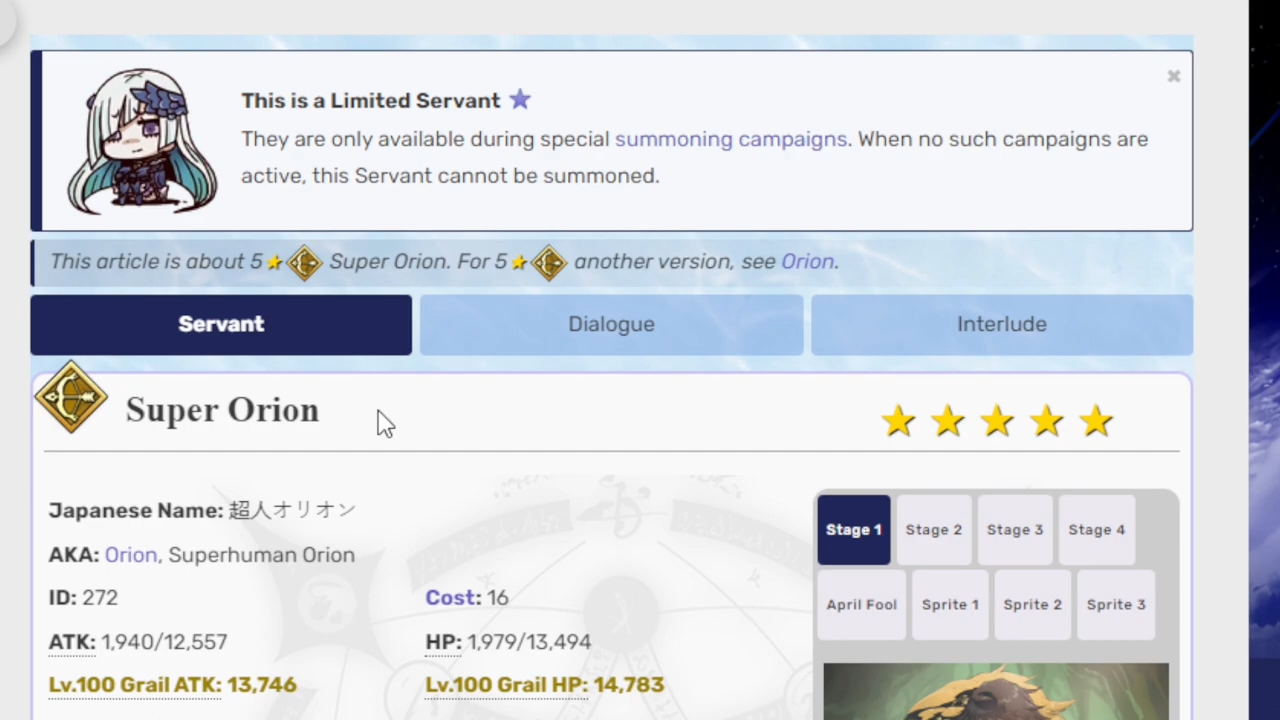 This is a Limited Servant
They are only available during special summoning campaigns. When no such campaigns are
active, this Servant cannot be summoned.
This article is about 5 Super Orion. For 5 another version, see Orion.
Servant
Dialogue
Interlude
Super Orion
Japanese Name: 超人オリオン
AKA: Orion, Superhuman Orion
ID: 272
Cost: 16
ATK: 1,940/12,557
HP: 1,979/13,494
Lv.100 Grail ATK: 13,746
Lv.100 Grail HP: 14,783
Stage 1
Stage 2
Stage 3
Stage 4
April Fool
Sprite 1
Sprite 2
Sprite 3